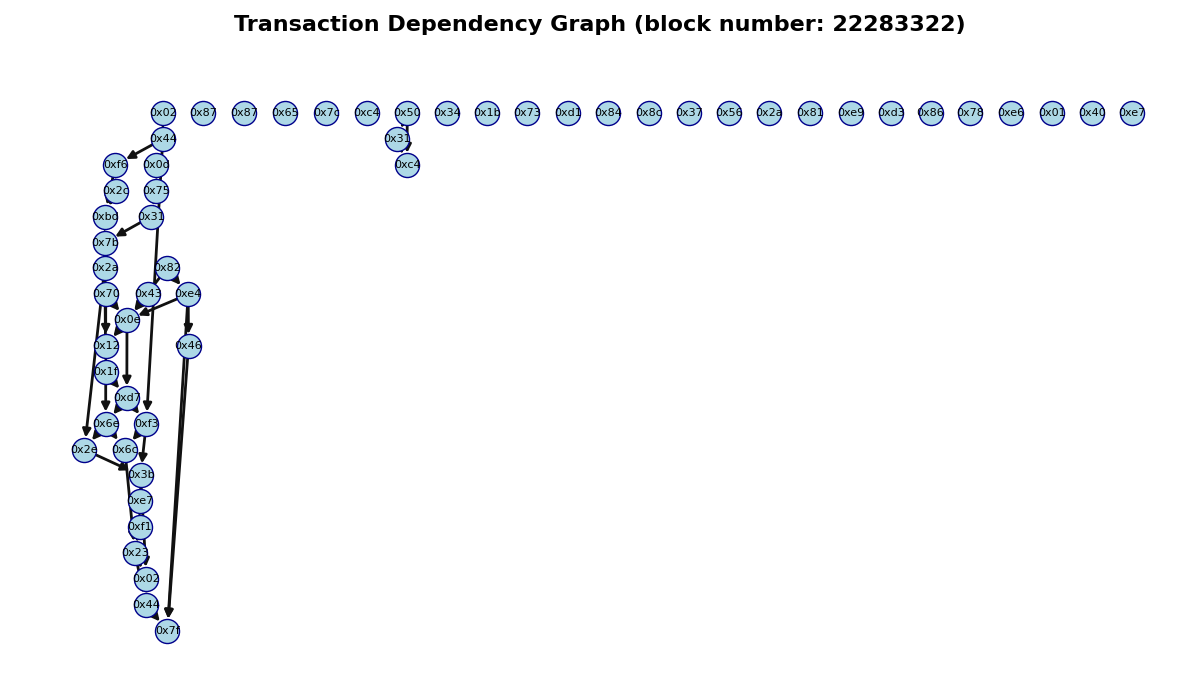 Transaction Dependency Graph (block number: 22283322)
0x02 0x87 0x87 0x65 0x7c 0xc4 0x50 0x34 0x1b 0x73 0xd1 0x84 0x8c 0x37 0x56 0x2a 0x81 0xe9 0xd3 0x86 0x78 0xe6 0x01 0x40 0xe7
0x44 0x31
0xf6 0x0d 0xc4
0x2c 0x75
0xbd 0x31
0x7b
0x2a 0x82
0x70 0x43 0xe4
0x0e
0x12 0x46
0x1f
0xd7
0x6e 0xf3
0x2e 0x6c
0x3b
0xe7
0xf1
0x23
0x02
0x44
0x7f